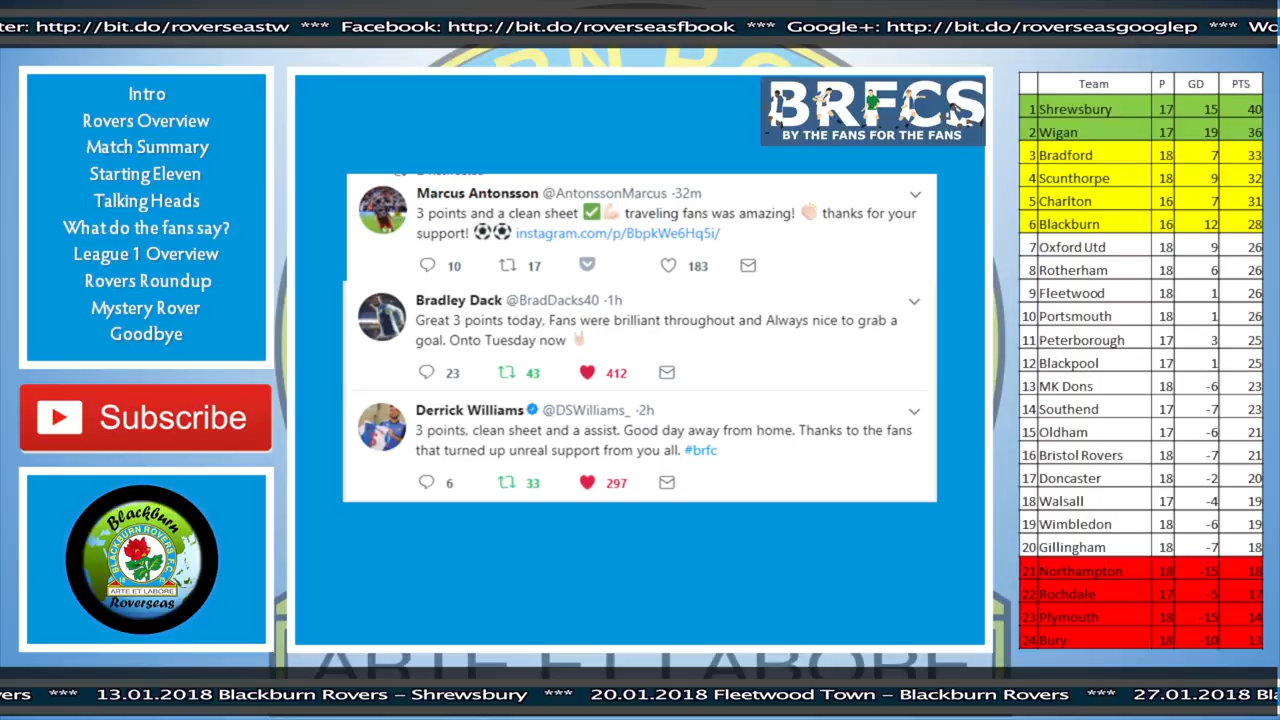 ter: http://bit.do/roverseastw *** Facebook: http://bit.do/roverseasfbook *** Google+: http://bit.do/roverseasgooglep *** Wo
Intro
Rovers Overview
Match Summary
Starting Eleven
Talking Heads
What do the fans say?
League 1 Overview
Rovers Roundup
Mystery Rover
Goodbye
Subscribe
Blackburn
BLACKBURN ROVERS F.C.
18 75
ARTE ET LABORE
Roverseas
BRFCS
BY THE FANS FOR THE FANS
Marcus Antonsson @AntonssonMarcus · 32m
3 points and a clean sheet ✅💪🏻 traveling fans was amazing! 👏🏻 thanks for your
support! ⚽⚽ instagram.com/p/BbpkWe6Hq5i/
10 17 183
Bradley Dack @BradDacks40 · 1h
Great 3 points today, Fans were brilliant throughout and Always nice to grab a
goal. Onto Tuesday now 🤘🏻
23 43 412
Derrick Williams @DSWilliams_ · 2h
3 points, clean sheet and a assist. Good day away from home. Thanks to the fans
that turned up unreal support from you all. #brfc
6 33 297
Team P GD PTS
1 Shrewsbury 17 15 40
2 Wigan 17 19 36
3 Bradford 18 7 33
4 Scunthorpe 18 9 32
5 Charlton 16 7 31
6 Blackburn 16 12 28
7 Oxford Utd 18 9 26
8 Rotherham 18 6 26
9 Fleetwood 18 1 26
10 Portsmouth 18 1 26
11 Peterborough 17 3 25
12 Blackpool 17 1 25
13 MK Dons 18 -6 23
14 Southend 17 -7 23
15 Oldham 17 -6 21
16 Bristol Rovers 18 -7 21
17 Doncaster 18 -2 20
18 Walsall 17 -4 19
19 Wimbledon 18 -6 19
20 Gillingham 18 -7 18
21 Northampton 18 -15 18
22 Rochdale 17 -5 17
23 Plymouth 18 -15 14
24 Bury 18 -10 13
ARTE ET LABORE
vers *** 13.01.2018 Blackburn Rovers – Shrewsbury *** 20.01.2018 Fleetwood Town – Blackburn Rovers *** 27.01.2018 Bla